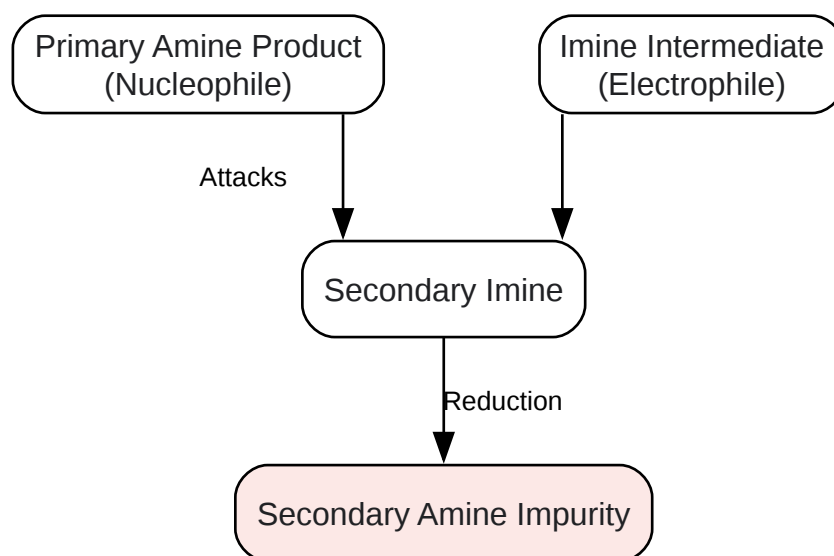 Primary Amine Product
(Nucleophile)
Imine Intermediate
(Electrophile)
Attacks
Secondary Imine
Reduction
Secondary Amine Impurity